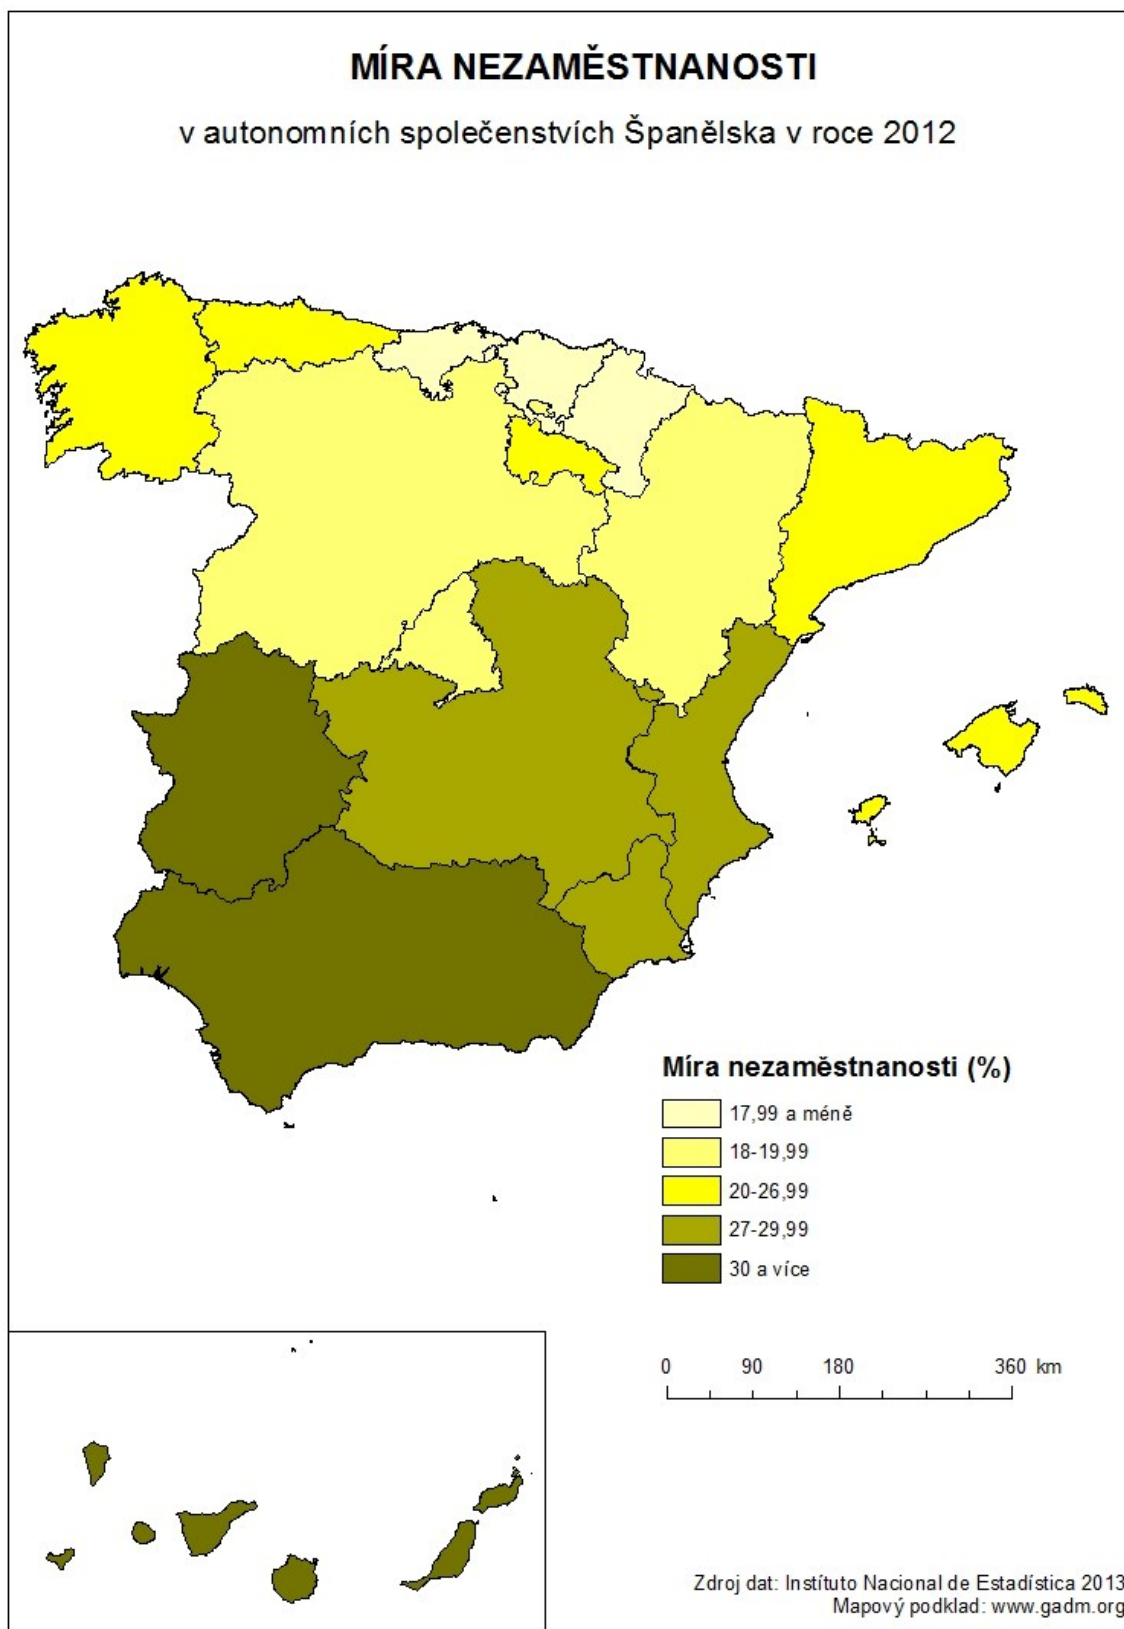 MÍRA NEZAMĚSTNANOSTI
v autonomních společenstvích Španělska v roce 2012
Míra nezaměstnanosti (%)
17,99 a méně
18-19,99
20-26,99
27-29,99
30 a více
0 90 180 360 km
Zdroj dat: Instítuto Nacional de Estadística 2013
Mapový podklad: www.gadm.org